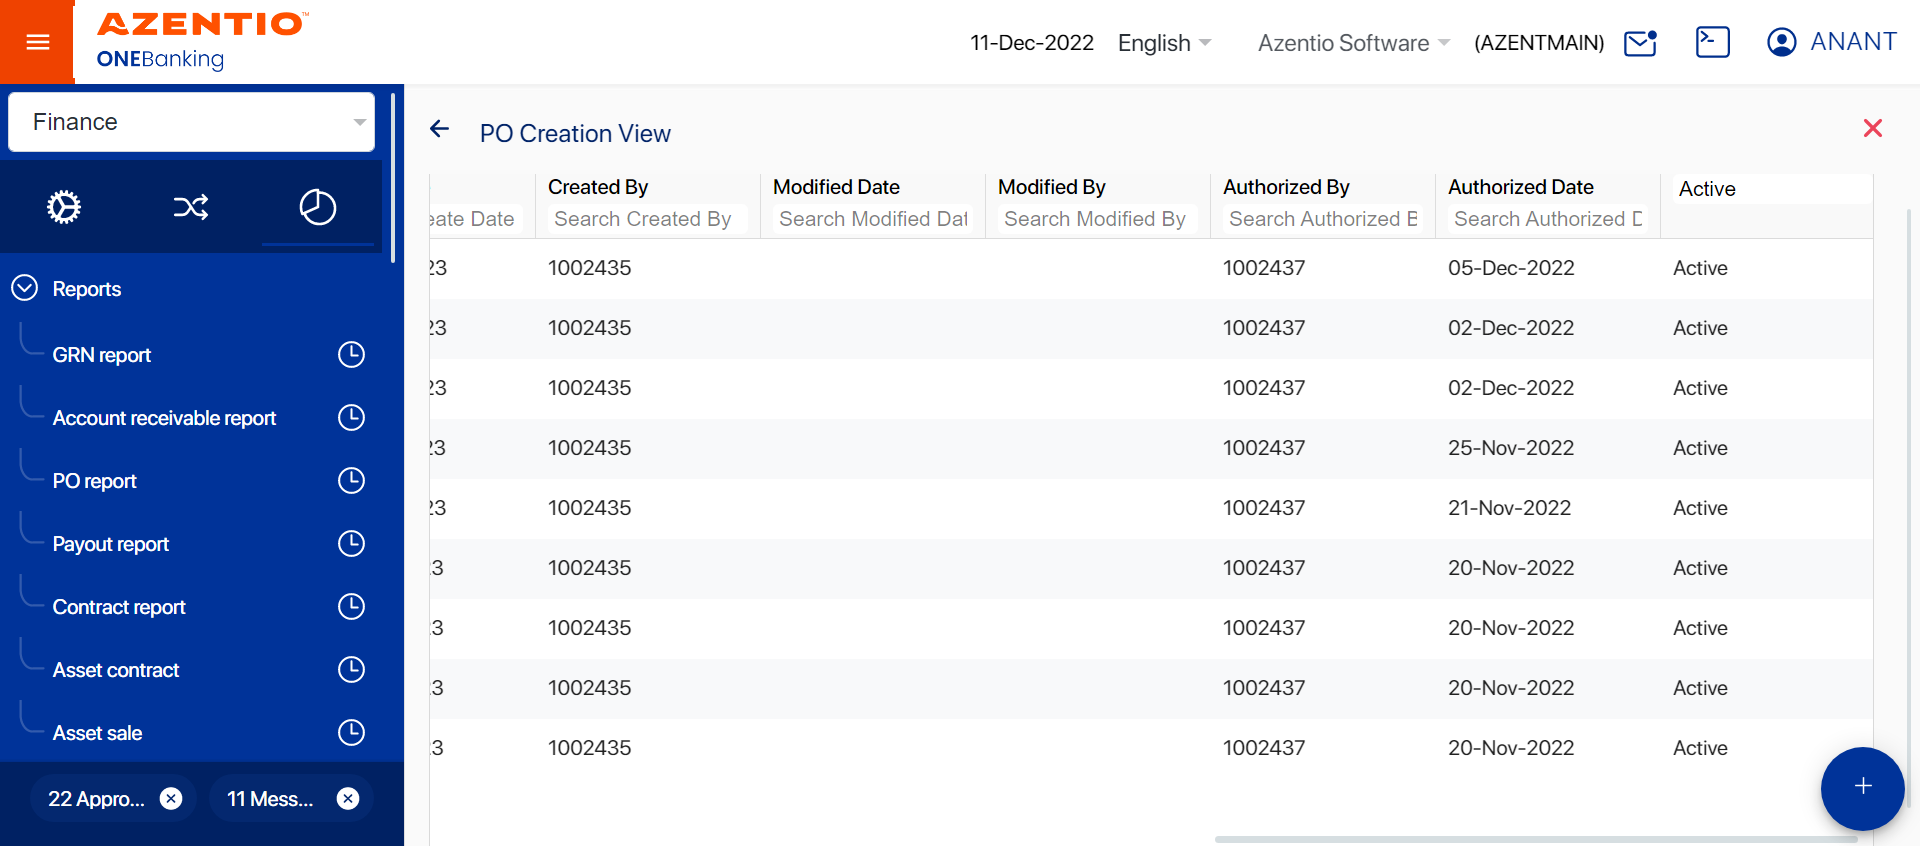 AZENTIO™
ONEBanking
11-Dec-2022 English Azentio Software (AZENTMAIN) ANANT
Finance
Reports
GRN report
Account receivable report
PO report
Payout report
Contract report
Asset contract
Asset sale
22 Appro... 11 Mess...
PO Creation View
Created By Modified Date Modified By Authorized By Authorized Date Active
eate Date Search Created By Search Modified Dat Search Modified By Search Authorized B Search Authorized D
23 1002435 1002437 05-Dec-2022 Active
23 1002435 1002437 02-Dec-2022 Active
23 1002435 1002437 02-Dec-2022 Active
23 1002435 1002437 25-Nov-2022 Active
23 1002435 1002437 21-Nov-2022 Active
3 1002435 1002437 20-Nov-2022 Active
3 1002435 1002437 20-Nov-2022 Active
3 1002435 1002437 20-Nov-2022 Active
3 1002435 1002437 20-Nov-2022 Active